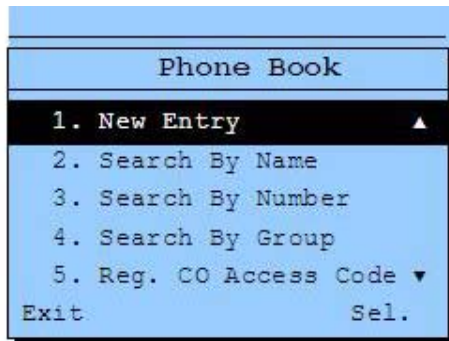 Phone Book
1. New Entry ▲
2. Search By Name
3. Search By Number
4. Search By Group
5. Reg. CO Access Code ▼
Exit Sel.